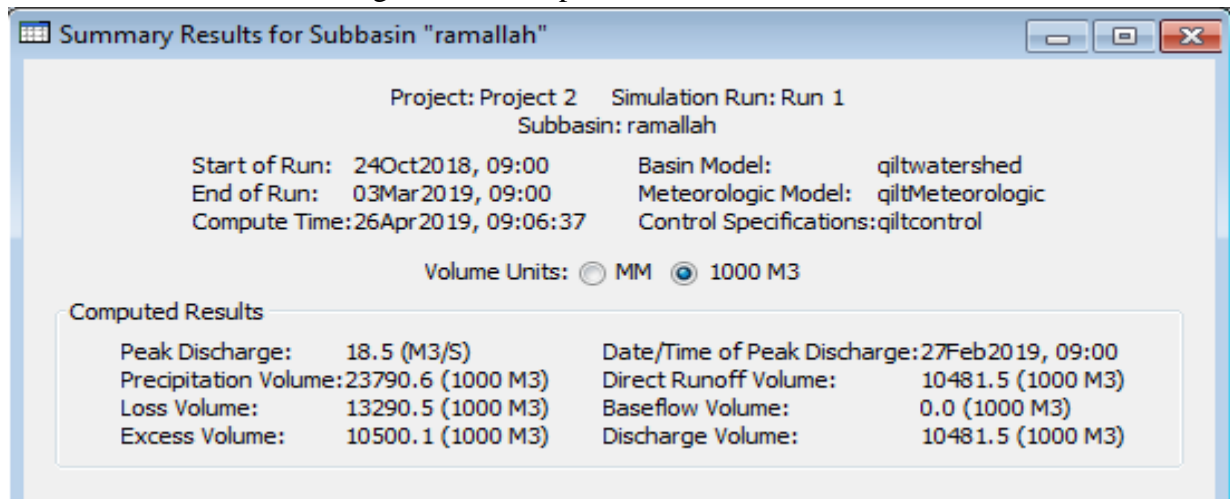 Summary Results for Subbasin "ramallah"
Project: Project 2 Simulation Run: Run 1
Subbasin: ramallah
Start of Run: 24Oct2018, 09:00 Basin Model: qiltwatershed
End of Run: 03Mar2019, 09:00 Meteorologic Model: qiltMeteorologic
Compute Time:26Apr2019, 09:06:37 Control Specifications:qiltcontrol
Volume Units: MM 1000 M3
Computed Results
Peak Discharge: 18.5 (M3/S) Date/Time of Peak Discharge:27Feb2019, 09:00
Precipitation Volume:23790.6 (1000 M3) Direct Runoff Volume: 10481.5 (1000 M3)
Loss Volume: 13290.5 (1000 M3) Baseflow Volume: 0.0 (1000 M3)
Excess Volume: 10500.1 (1000 M3) Discharge Volume: 10481.5 (1000 M3)